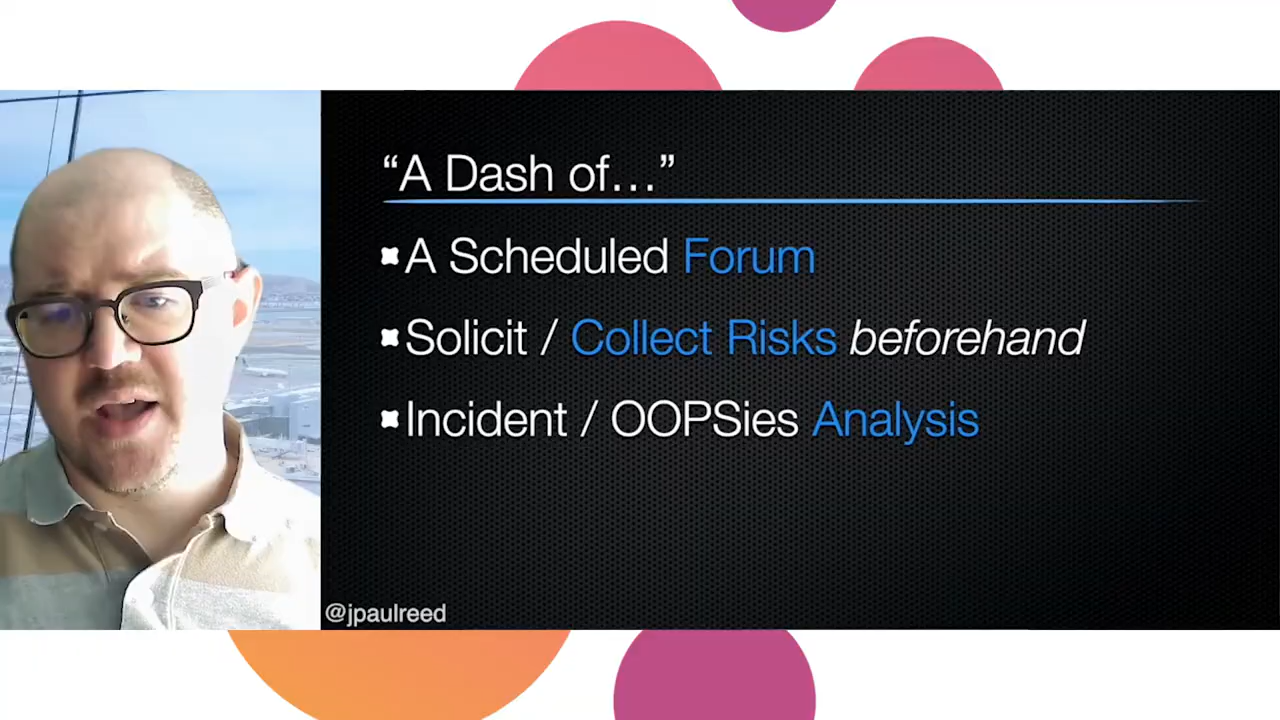 “A Dash of…”
A Scheduled Forum
Solicit / Collect Risks beforehand
Incident / OOPSies Analysis
@jpaulreed